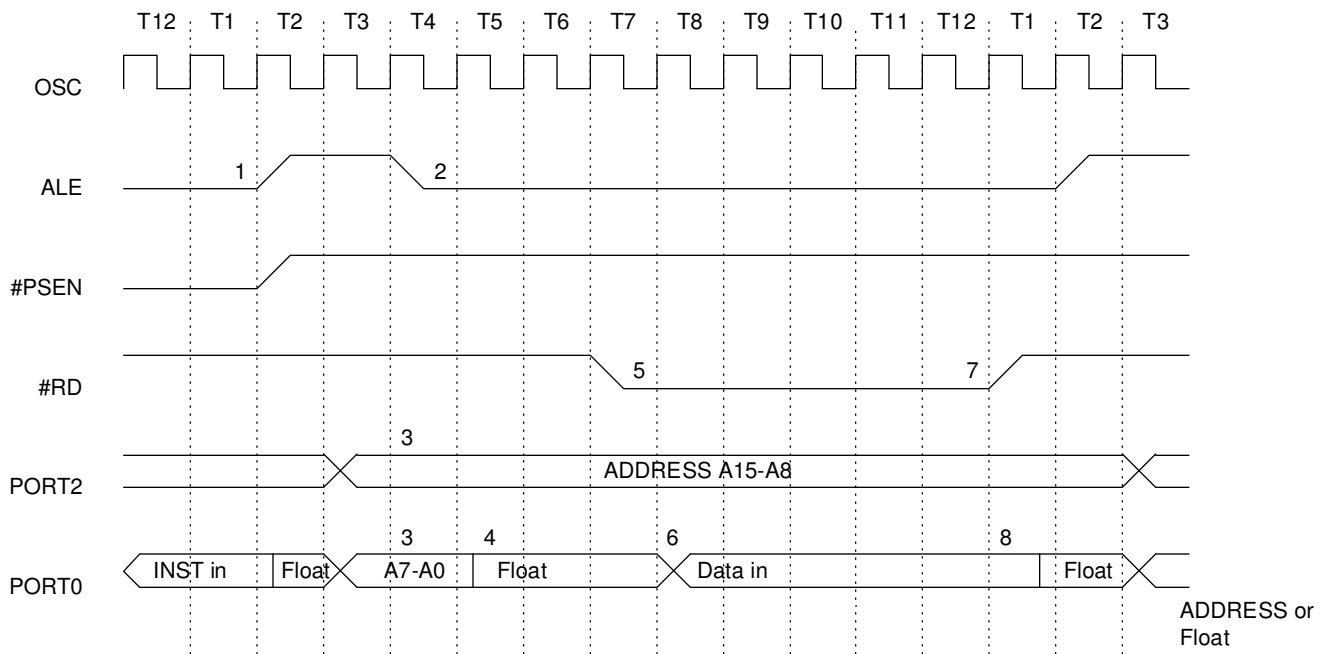 T12 T1 T2 T3 T4 T5 T6 T7 T8 T9 T10 T11 T12 T1 T2 T3
OSC
1 2
ALE
#PSEN
5 7
#RD
3
ADDRESS A15-A8
PORT2
3 4 6 8
INST in Float A7-A0 Float Data in Float
PORT0
ADDRESS or
Float